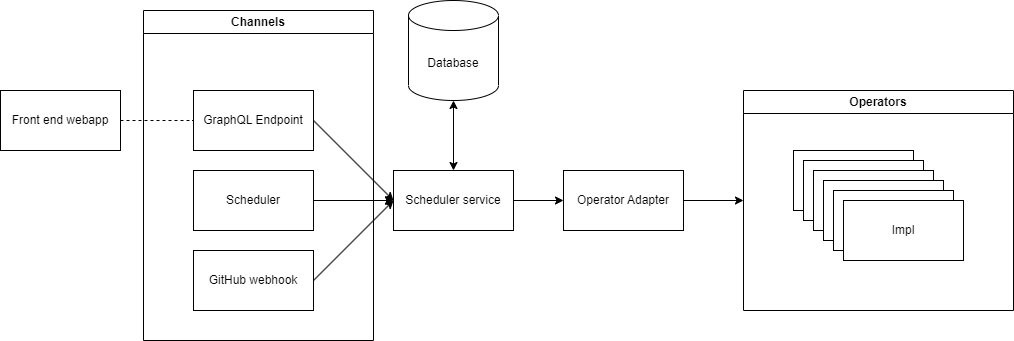 Channels
Database
Front end webapp
GraphQL Endpoint
Operators
Scheduler
Scheduler service
Operator Adapter
Impl
GitHub webhook